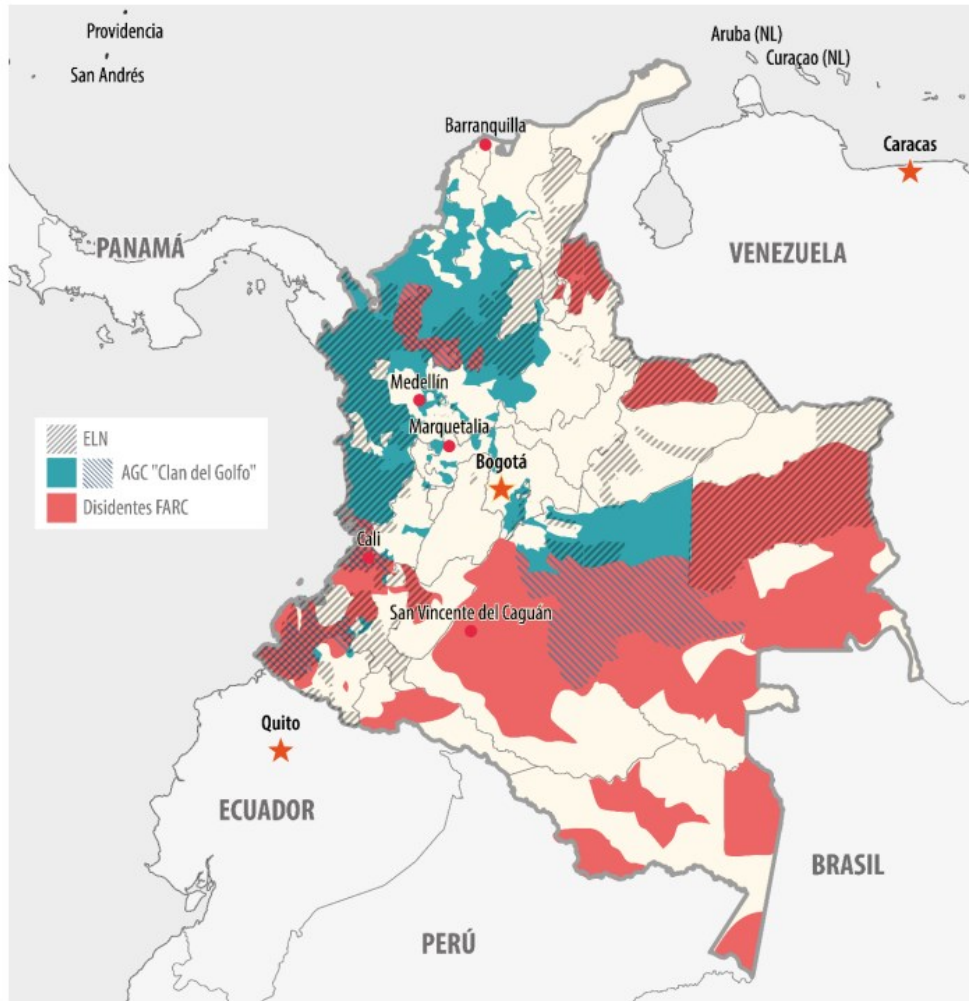 Providencia
San Andrés
Aruba (NL)
Curaçao (NL)
Barranquilla
Caracas
PANAMÁ
VENEZUELA
Medellín
Marquetalia
Bogotá
ELN
AGC "Clan del Golfo"
Disidentes FARC
Cali
San Vincente del Caguán
Quito
ECUADOR
BRASIL
PERÚ